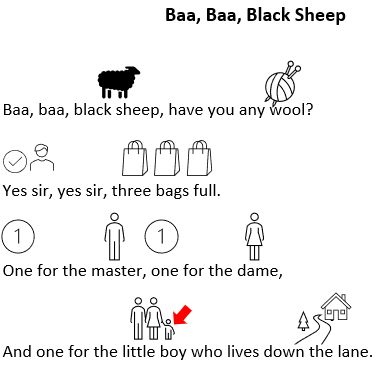 Baa, Baa, Black Sheep
Baa, baa, black sheep, have you any wool?
Yes sir, yes sir, three bags full.
1 1
One for the master, one for the dame,
And one for the little boy who lives down the lane.